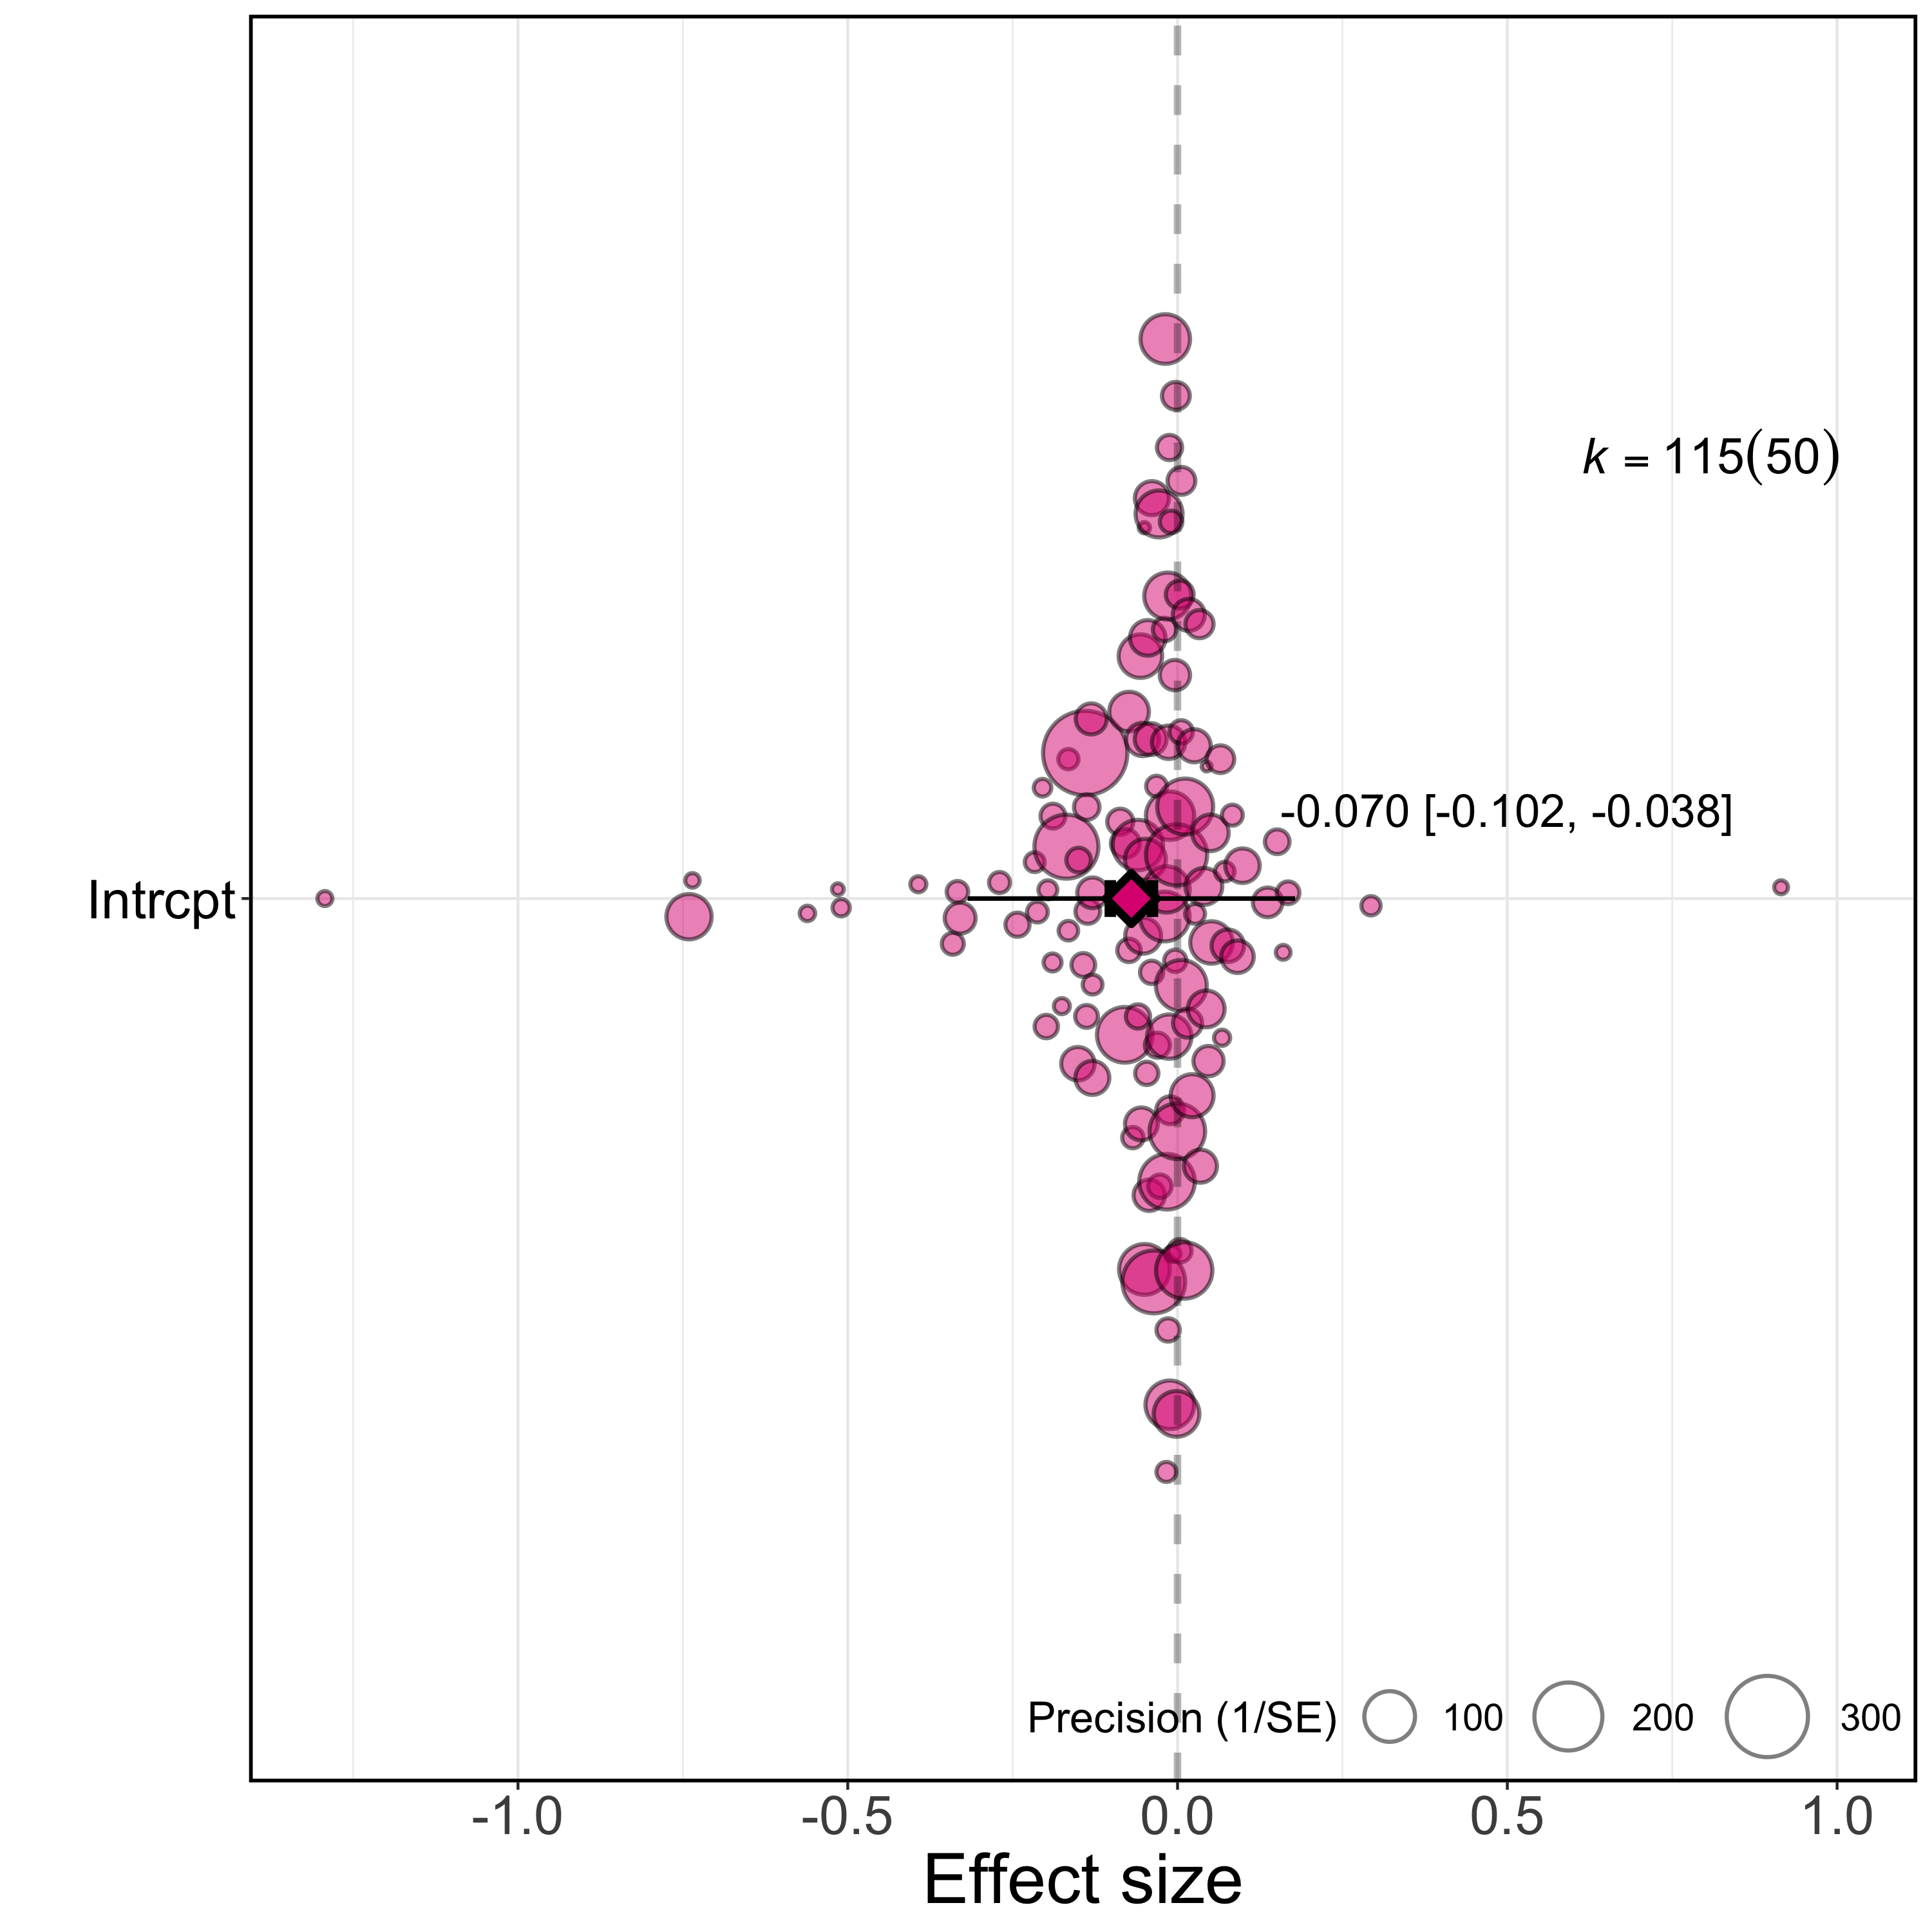 k = 115(50)
-0.070 [-0.102, -0.038]
Intrcpt
Precision (1/SE) 100 200 300
-1.0 -0.5 0.0 0.5 1.0
Effect size